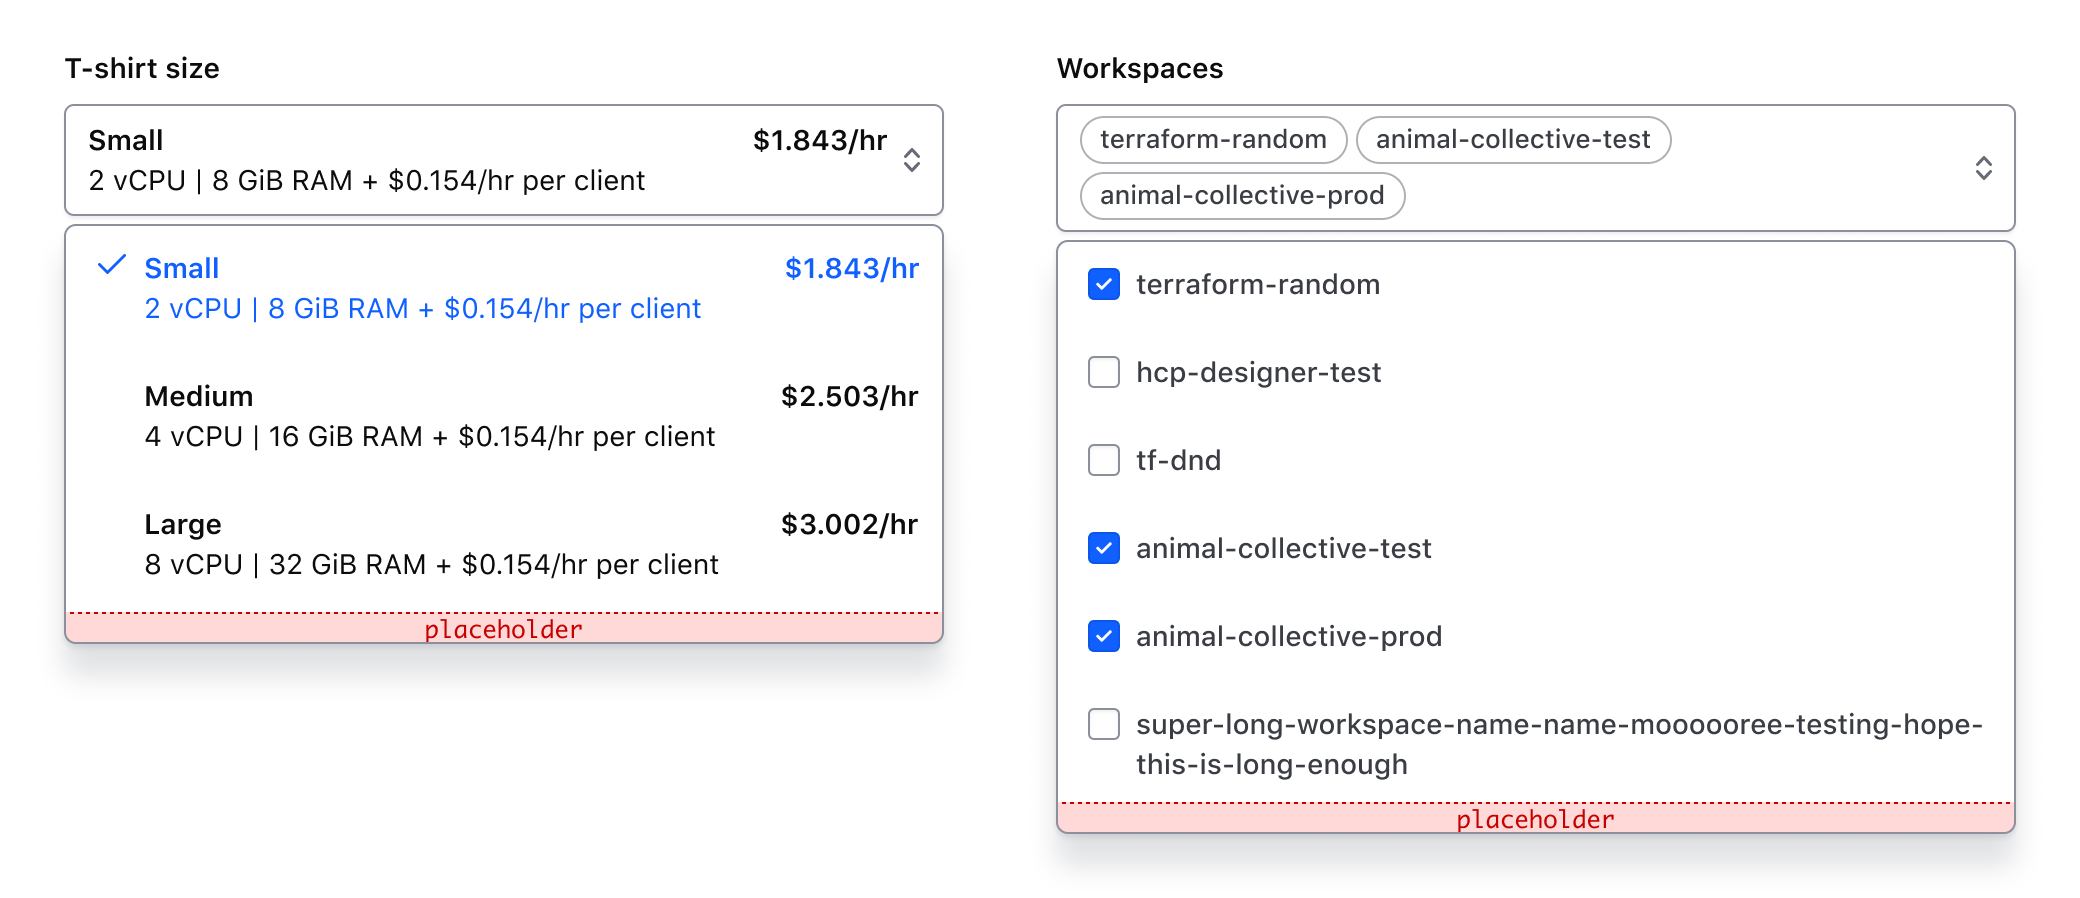 T-shirt size
Small $1.843/hr
2 vCPU | 8 GiB RAM + $0.154/hr per client
Small $1.843/hr
2 vCPU | 8 GiB RAM + $0.154/hr per client
Medium $2.503/hr
4 vCPU | 16 GiB RAM + $0.154/hr per client
Large $3.002/hr
8 vCPU | 32 GiB RAM + $0.154/hr per client
placeholder
Workspaces
terraform-random animal-collective-test
animal-collective-prod
terraform-random
hcp-designer-test
tf-dnd
animal-collective-test
animal-collective-prod
super-long-workspace-name-name-moooooree-testing-hope-
this-is-long-enough
placeholder